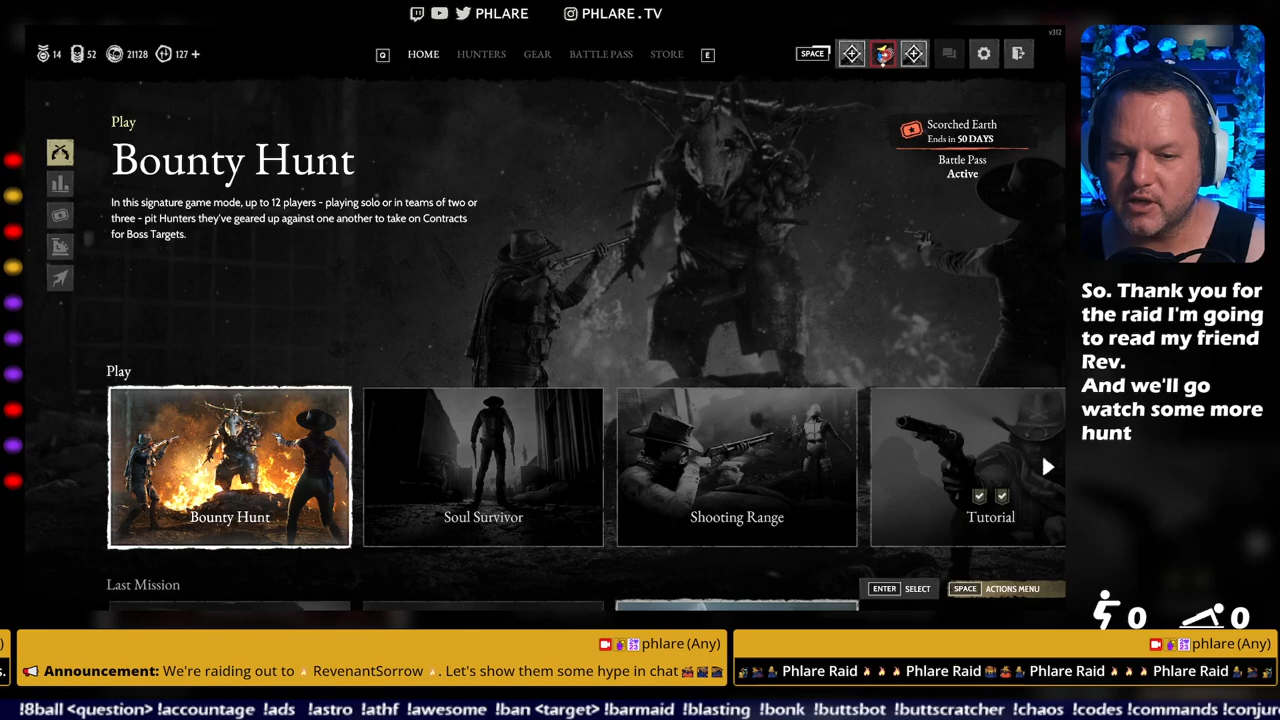 PHLARE PHLARE.TV
v312
14 52 21128 127 +
Q HOME HUNTERS GEAR BATTLE PASS STORE E
SPACE
Play
Bounty Hunt
In this signature game mode, up to 12 players - playing solo or in teams of two or
three - pit Hunters they've geared up against one another to take on Contracts
for Boss Targets.
Scorched Earth
Ends in 50 DAYS
Battle Pass
Active
So. Thank you for
the raid I'm going
to read my friend
Rev.
And we'll go
watch some more
hunt
Play
Bounty Hunt Soul Survivor Shooting Range Tutorial
Last Mission
ENTER SELECT SPACE ACTIONS MENU
0 0
) phlare (Any) phlare (Any)
s. Announcement: We're raiding out to RevenantSorrow . Let's show them some hype in chat Phlare Raid Phlare Raid Phlare Raid Phlare Raid
!8ball <question> !accountage !ads !astro !athf !awesome !ban <target> !barmaid !blasting !bonk !buttsbot !buttscratcher !chaos !codes !commands !conjur